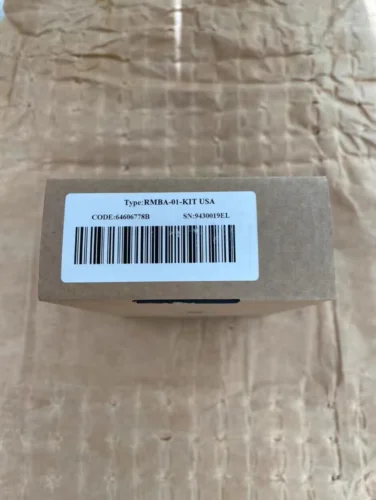 Type:RMBA-01-KIT USA
CODE:64606778B SN:9430019EL